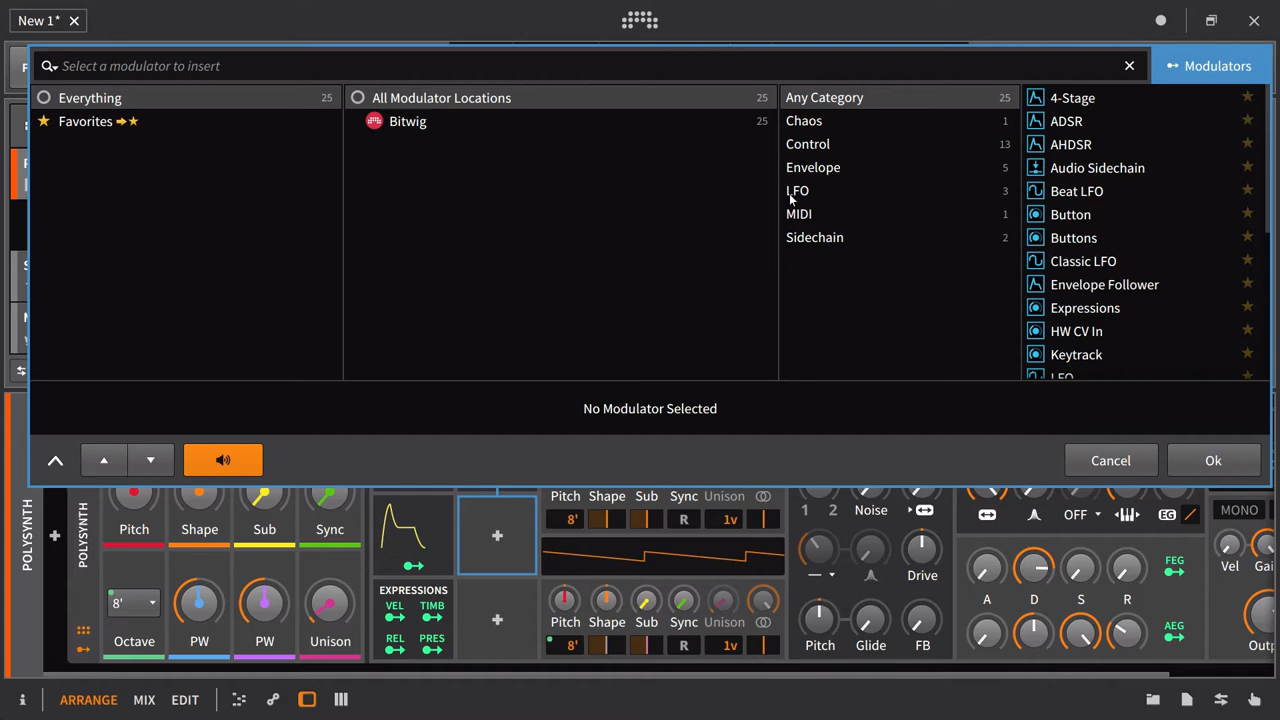 New 1*
Select a modulator to insert
Modulators
Everything 25
Favorites
All Modulator Locations 25
Bitwig 25
Any Category 25
Chaos 1
Control 13
Envelope 5
LFO 3
MIDI 1
Sidechain 2
4-Stage
ADSR
AHDSR
Audio Sidechain
Beat LFO
Button
Buttons
Classic LFO
Envelope Follower
Expressions
HW CV In
Keytrack
LFO
No Modulator Selected
Cancel
Ok
POLYSYNTH
POLYSYNTH
Pitch Shape Sub Sync
8'
Octave PW PW Unison
EXPRESSIONS
VEL TIMB
REL PRES
Pitch Shape Sub Sync Unison
8' R 1v
Pitch Shape Sub Sync Unison
8' R 1v
1 2 Noise
Drive
Pitch Glide FB
OFF EG
A D S R
FEG
AEG
MONO
Vel
ARRANGE MIX EDIT